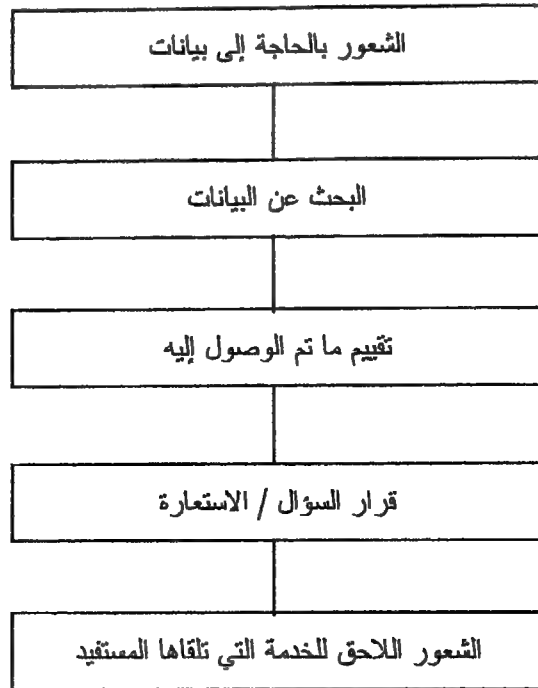 الشعور بالحاجة إلى بيانات
البحث عن البيانات
تقييم ما تم الوصول إليه
قرار السؤال / الاستعارة
الشعور اللاحق للخدمة التي تلقاها المستفيد